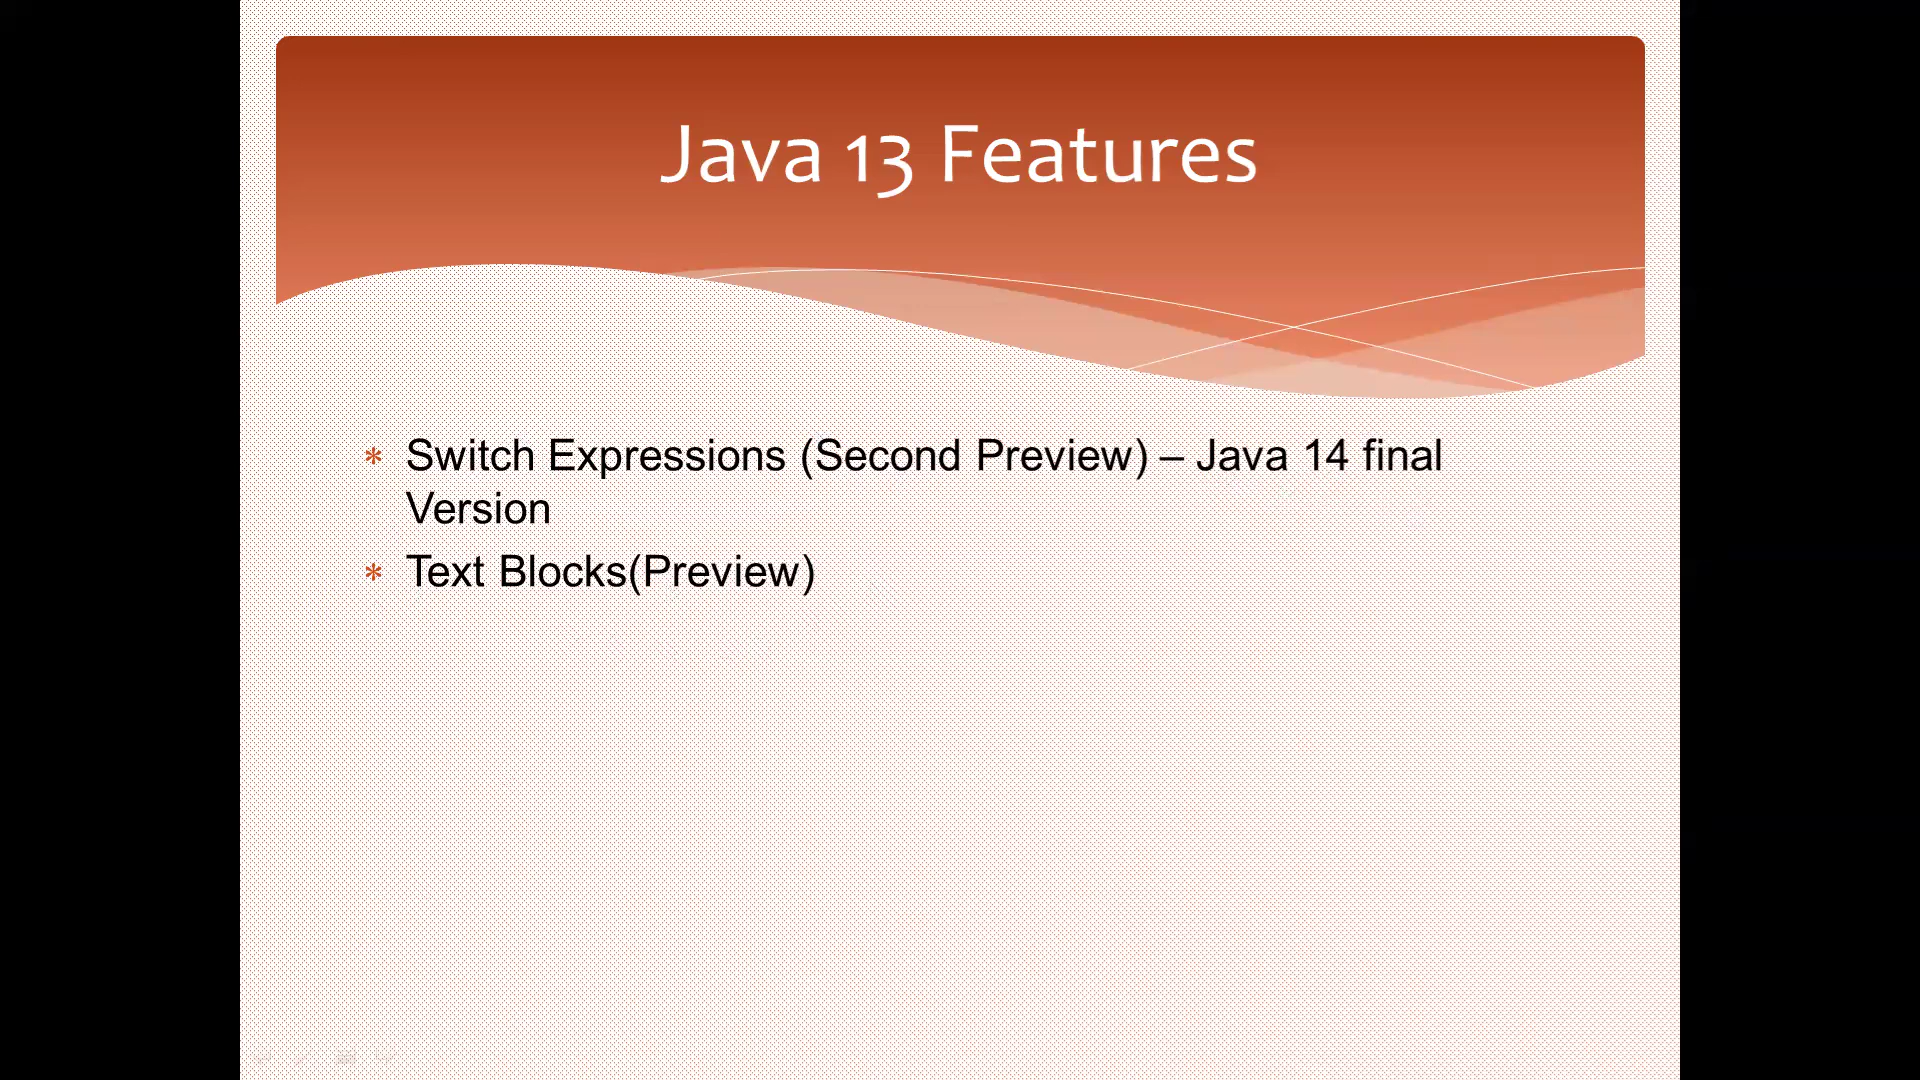 Java 13 Features
* Switch Expressions (Second Preview) – Java 14 final
Version
* Text Blocks(Preview)